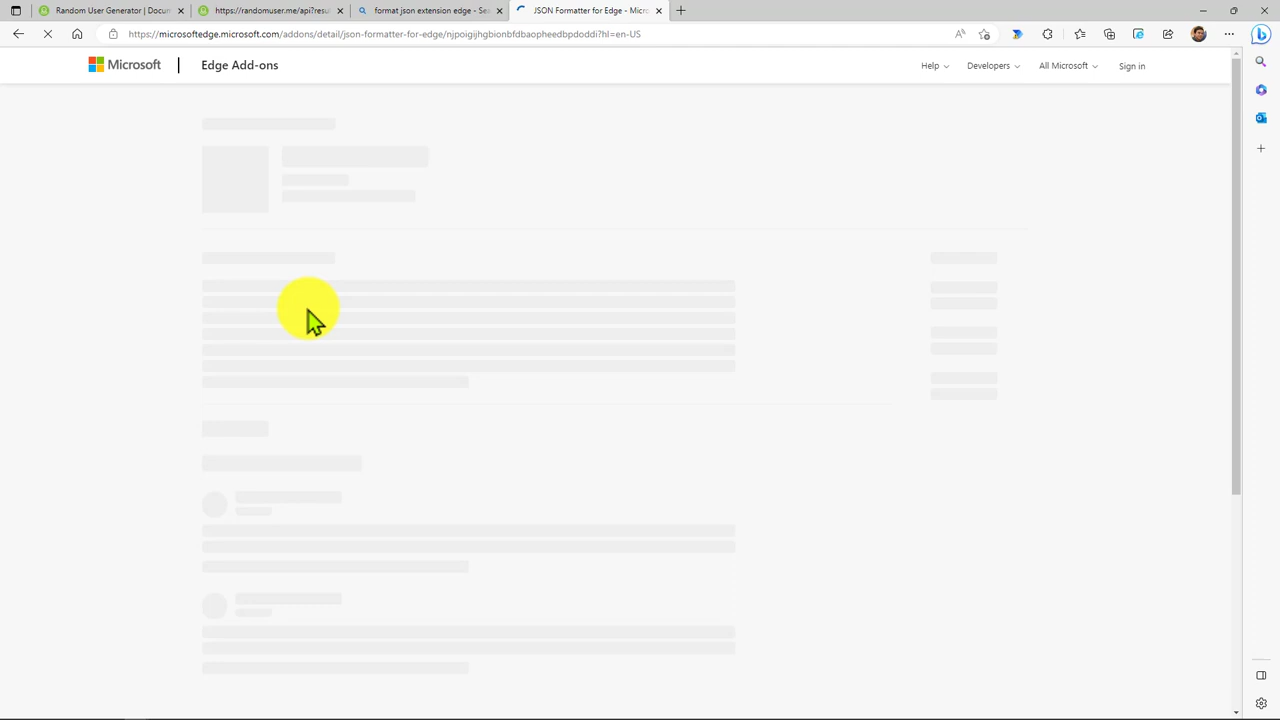 Random User Generator | Docum
https://randomuser.me/api?resu
format json extension edge - Sea
JSON Formatter for Edge - Micro
https://microsoftedge.microsoft.com/addons/detail/json-formatter-for-edge/njpoigijhgbionbfdbaopheedbpdoddi?hl=en-US
Microsoft
Edge Add-ons
Help
Developers
All Microsoft
Sign in